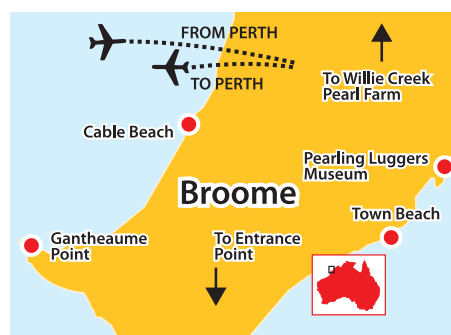 FROM PERTH
TO PERTH
To Willie Creek
Pearl Farm
Cable Beach
Pearling Luggers
Museum
Broome
Town Beach
Gantheaume
Point
To Entrance
Point